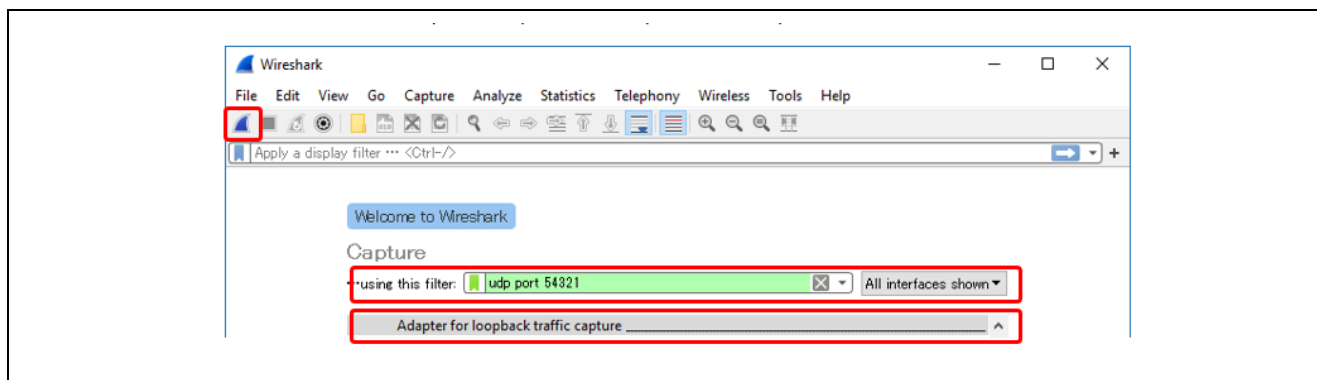 Wireshark
File Edit View Go Capture Analyze Statistics Telephony Wireless Tools Help
Apply a display filter ··· <Ctrl-/>
Welcome to Wireshark
Capture
···using this filter: udp port 54321 All interfaces shown
Adapter for loopback traffic capture